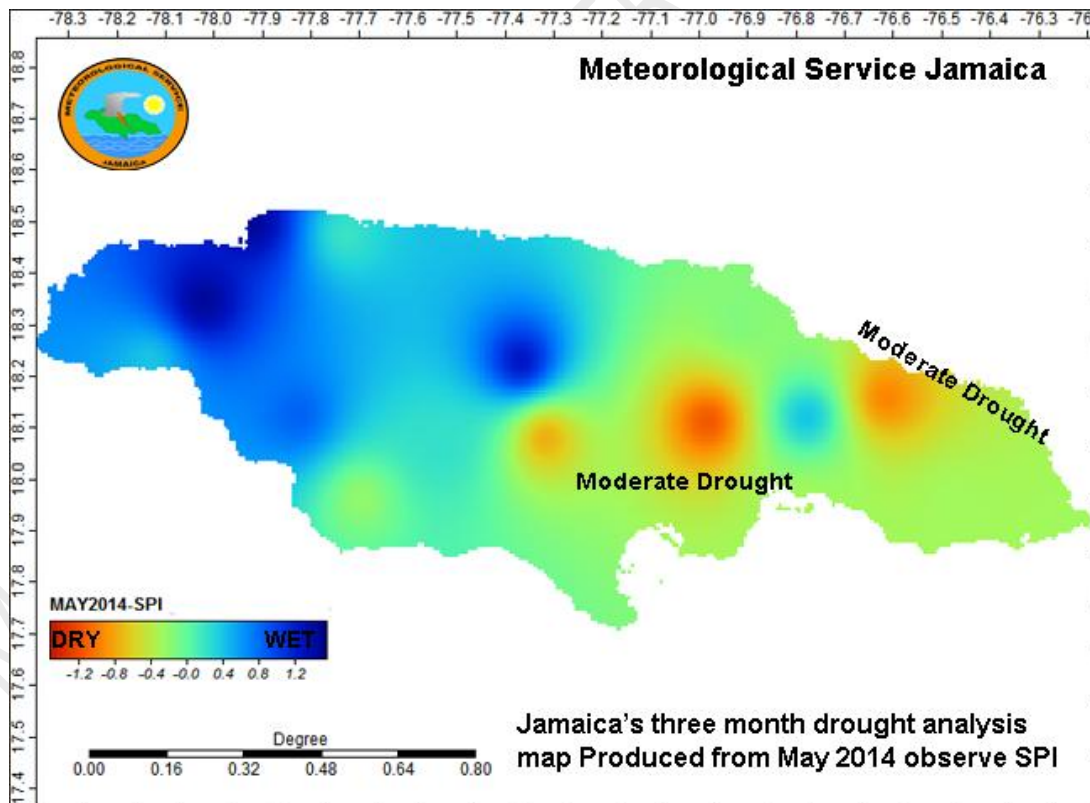 -78.3 -78.2 -78.1 -78.0 -77.9 -77.8 -77.7 -77.6 -77.5 -77.4 -77.3 -77.2 -77.1 -77.0 -76.9 -76.8 -76.7 -76.6 -76.5 -76.4 -76.3
18.8
18.7
18.6
18.5
18.4
18.3
18.2
18.1
18.0
17.9
17.8
17.7
17.6
17.5
17.4
METEOROLOGICAL SERVICE
JAMAICA
Meteorological Service Jamaica
Moderate Drought
Moderate Drought
MAY2014-SPI
DRY WET
-1.2 -0.8 -0.4 -0.0 0.4 0.8 1.2
Degree
0.00 0.16 0.32 0.48 0.64 0.80
Jamaica's three month drought analysis
map Produced from May 2014 observe SPI